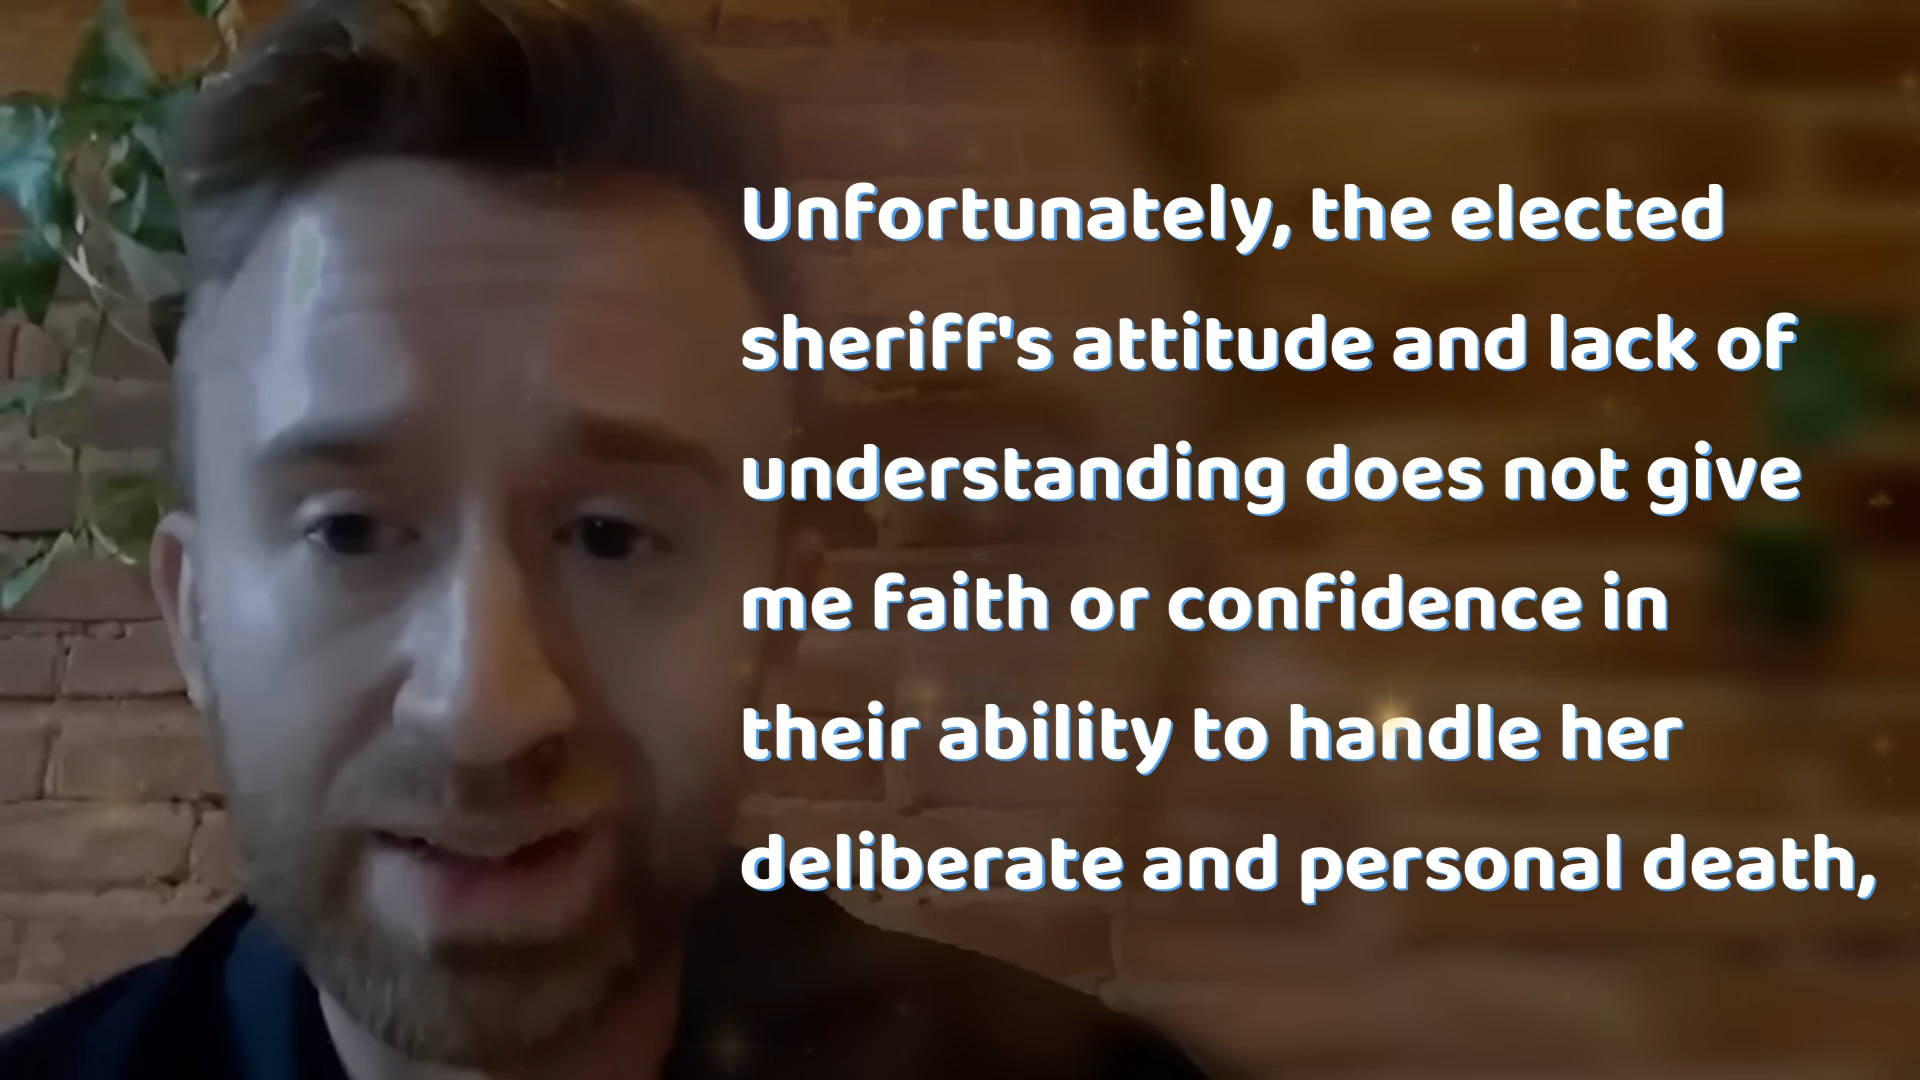 Unfortunately, the elected
sheriff's attitude and lack of
understanding does not give
me faith or confidence in
their ability to handle her
deliberate and personal death,